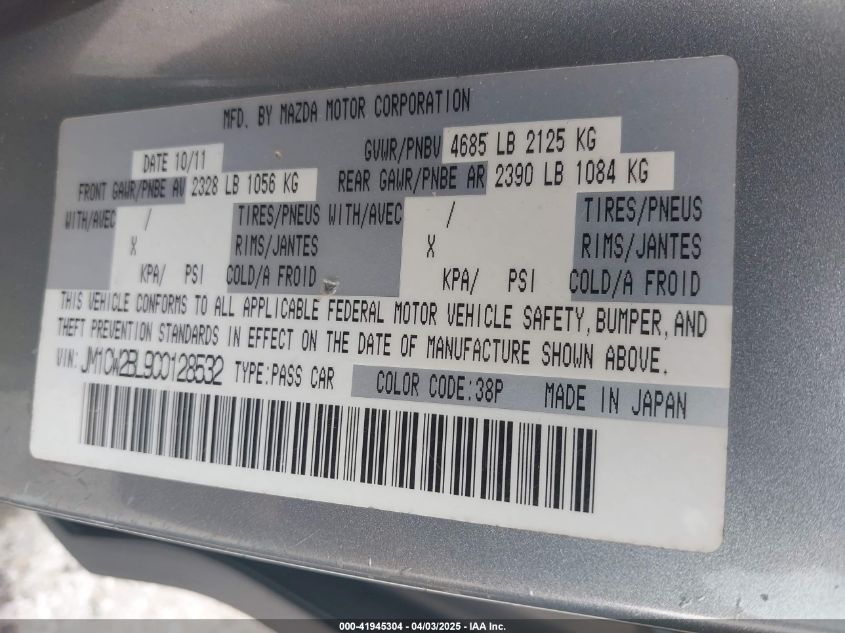 MFD. BY MAZDA MOTOR CORPORATION
DATE 10/11 GVWR/PNBV 4685 LB 2125 KG
FRONT GAWR/PNBE AV 2328 LB 1056 KG REAR GAWR/PNBE AR 2390 LB 1084 KG
WITH/AVEC / TIRES/PNEUS WITH/AVEC / TIRES/PNEUS
X RIMS/JANTES X RIMS/JANTES
KPA/ PSI COLD/A FROID KPA/ PSI COLD/A FROID
THIS VEHICLE CONFORMS TO ALL APPLICABLE FEDERAL MOTOR VEHICLE SAFETY, BUMPER, AND
THEFT PREVENTION STANDARDS IN EFFECT ON THE DATE OF MANUFACTURE SHOWN ABOVE.
VIN: JM1CW2BL9C0128532 TYPE:PASS CAR COLOR CODE:38P MADE IN JAPAN
000-41945304 - 04/03/2025 - IAA Inc.